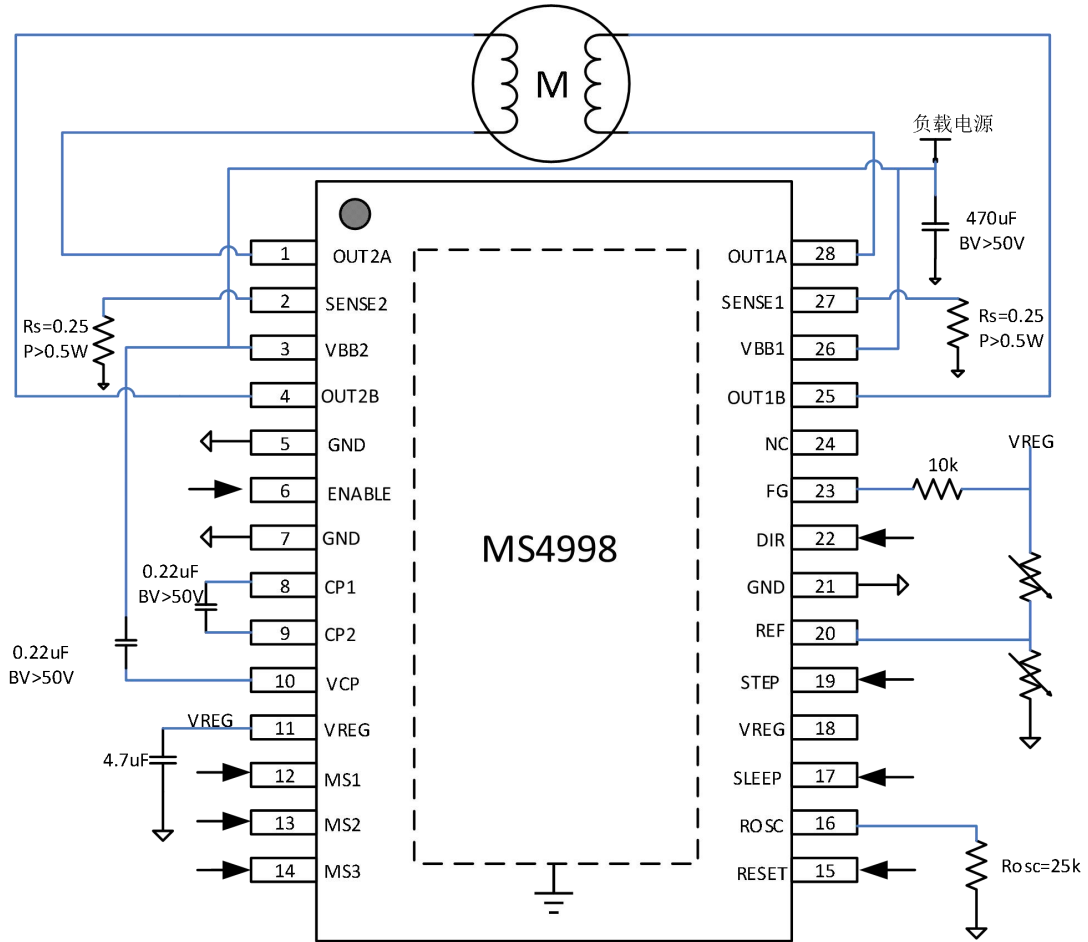 M
负载电源
470uF
BV>50V
1
OUT2A
OUT1A
28
2
SENSE2
SENSE1
27
Rs=0.25
P>0.5W
Rs=0.25
P>0.5W
3
VBB2
VBB1
26
4
OUT2B
OUT1B
25
5
GND
NC
24
VREG
6
ENABLE
FG
23
10k
7
GND
MS4998
DIR
22
0.22uF
BV>50V
8
CP1
GND
21
9
CP2
REF
20
0.22uF
BV>50V
10
VCP
STEP
19
VREG
11
VREG
VREG
18
4.7uF
12
MS1
SLEEP
17
13
MS2
ROSC
16
14
MS3
RESET
15
Rosc=25k